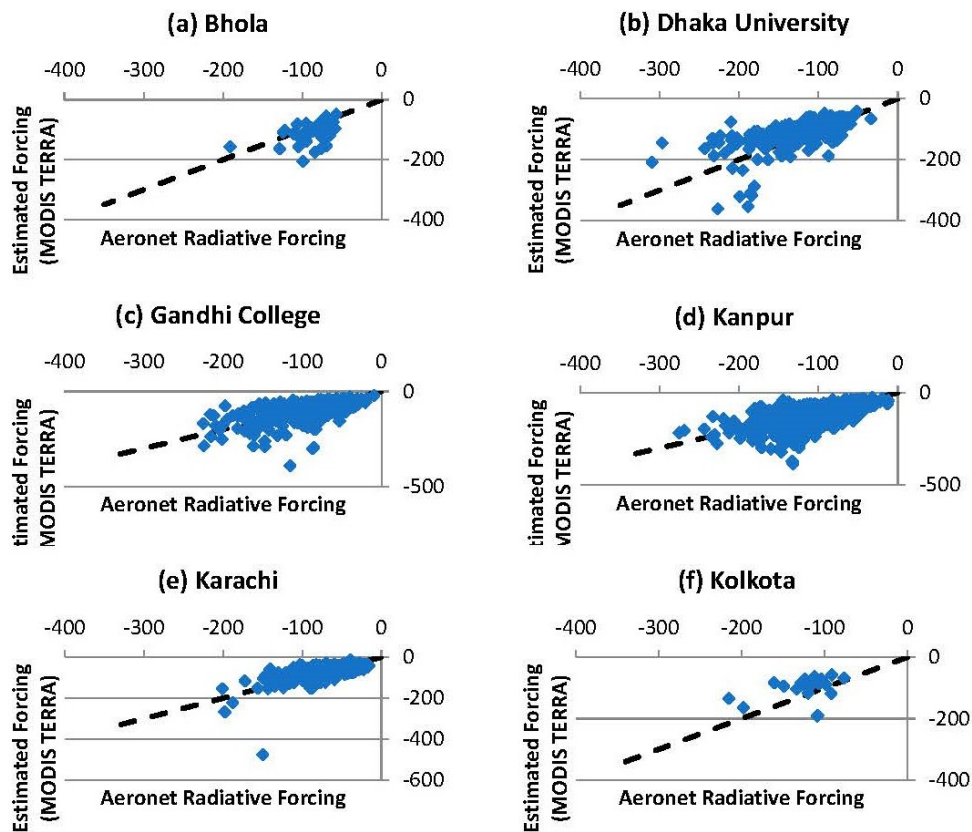 (a) Bhola
-400 -300 -200 -100 0
0
-200
-400
Estimated Forcing
(MODIS TERRA)
Aeronet Radiative Forcing
(b) Dhaka University
-400 -300 -200 -100 0
0
-200
-400
Estimated Forcing
(MODIS TERRA)
Aeronet Radiative Forcing
(c) Gandhi College
-400 -300 -200 -100 0
0
-500
timated Forcing
MODIS TERRA)
Aeronet Radiative Forcing
(d) Kanpur
-400 -300 -200 -100 0
0
-500
timated Forcing
MODIS TERRA)
Aeronet Radiative Forcing
(e) Karachi
-400 -300 -200 -100 0
0
-200
-400
-600
Estimated Forcing
(MODIS TERRA)
Aeronet Radiative Forcing
(f) Kolkota
-400 -300 -200 -100 0
0
-200
-400
Estimated Forcing
(MODIS TERRA)
Aeronet Radiative Forcing